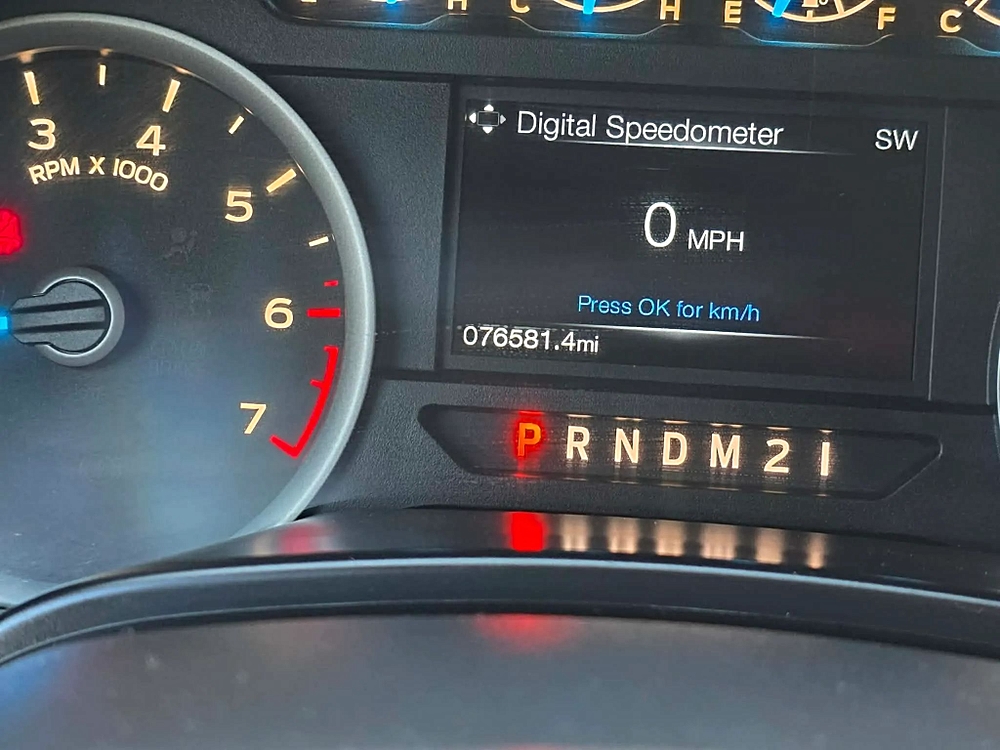 H C H E F C
3 4
RPM X 1000
5
6
7
Digital Speedometer SW
0 MPH
Press OK for km/h
076581.4mi
P R N D M 2 1